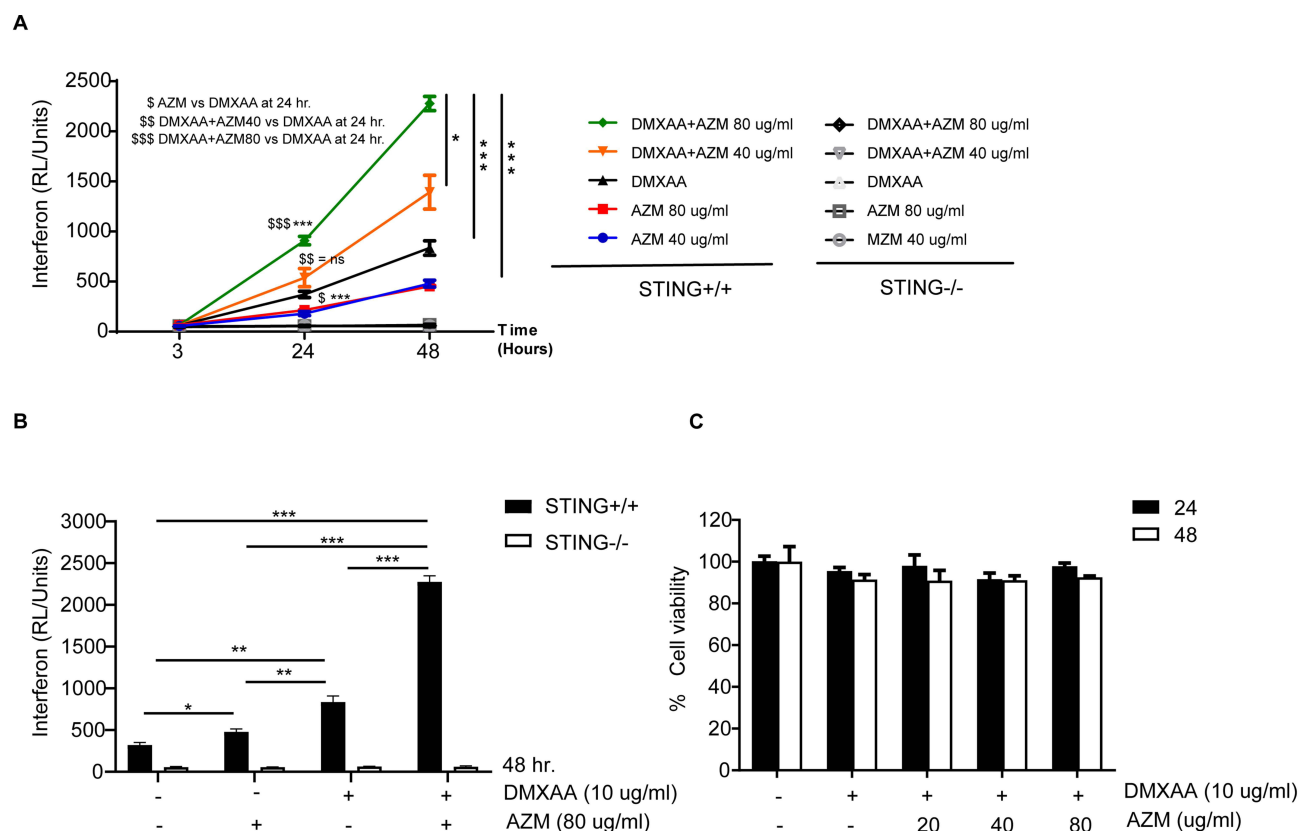 A
Interferon (RL/Units)
2500
2000
1500
1000
500
0
$ AZM vs DMXAA at 24 hr.
$$ DMXAA+AZM40 vs DMXAA at 24 hr.
$$$ DMXAA+AZM80 vs DMXAA at 24 hr.
$$$ ***
$$ = ns
$ ***
*
***
***
3
24
48
Time
(Hours)
DMXAA+AZM 80 ug/ml
DMXAA+AZM 40 ug/ml
DMXAA
AZM 80 ug/ml
AZM 40 ug/ml
STING+/+
DMXAA+AZM 80 ug/ml
DMXAA+AZM 40 ug/ml
DMXAA
AZM 80 ug/ml
MZM 40 ug/ml
STING-/-
B
Interferon (RL/Units)
3000
2500
2000
1500
1000
500
0
***
***
***
**
**
*
STING+/+
STING-/-
48 hr.
- - + + DMXAA (10 ug/ml)
- + - + AZM (80 ug/ml)
C
% Cell viability
120
100
80
60
40
20
0
24
48
- + + + + DMXAA (10 ug/ml)
- - 20 40 80 AZM (ug/ml)